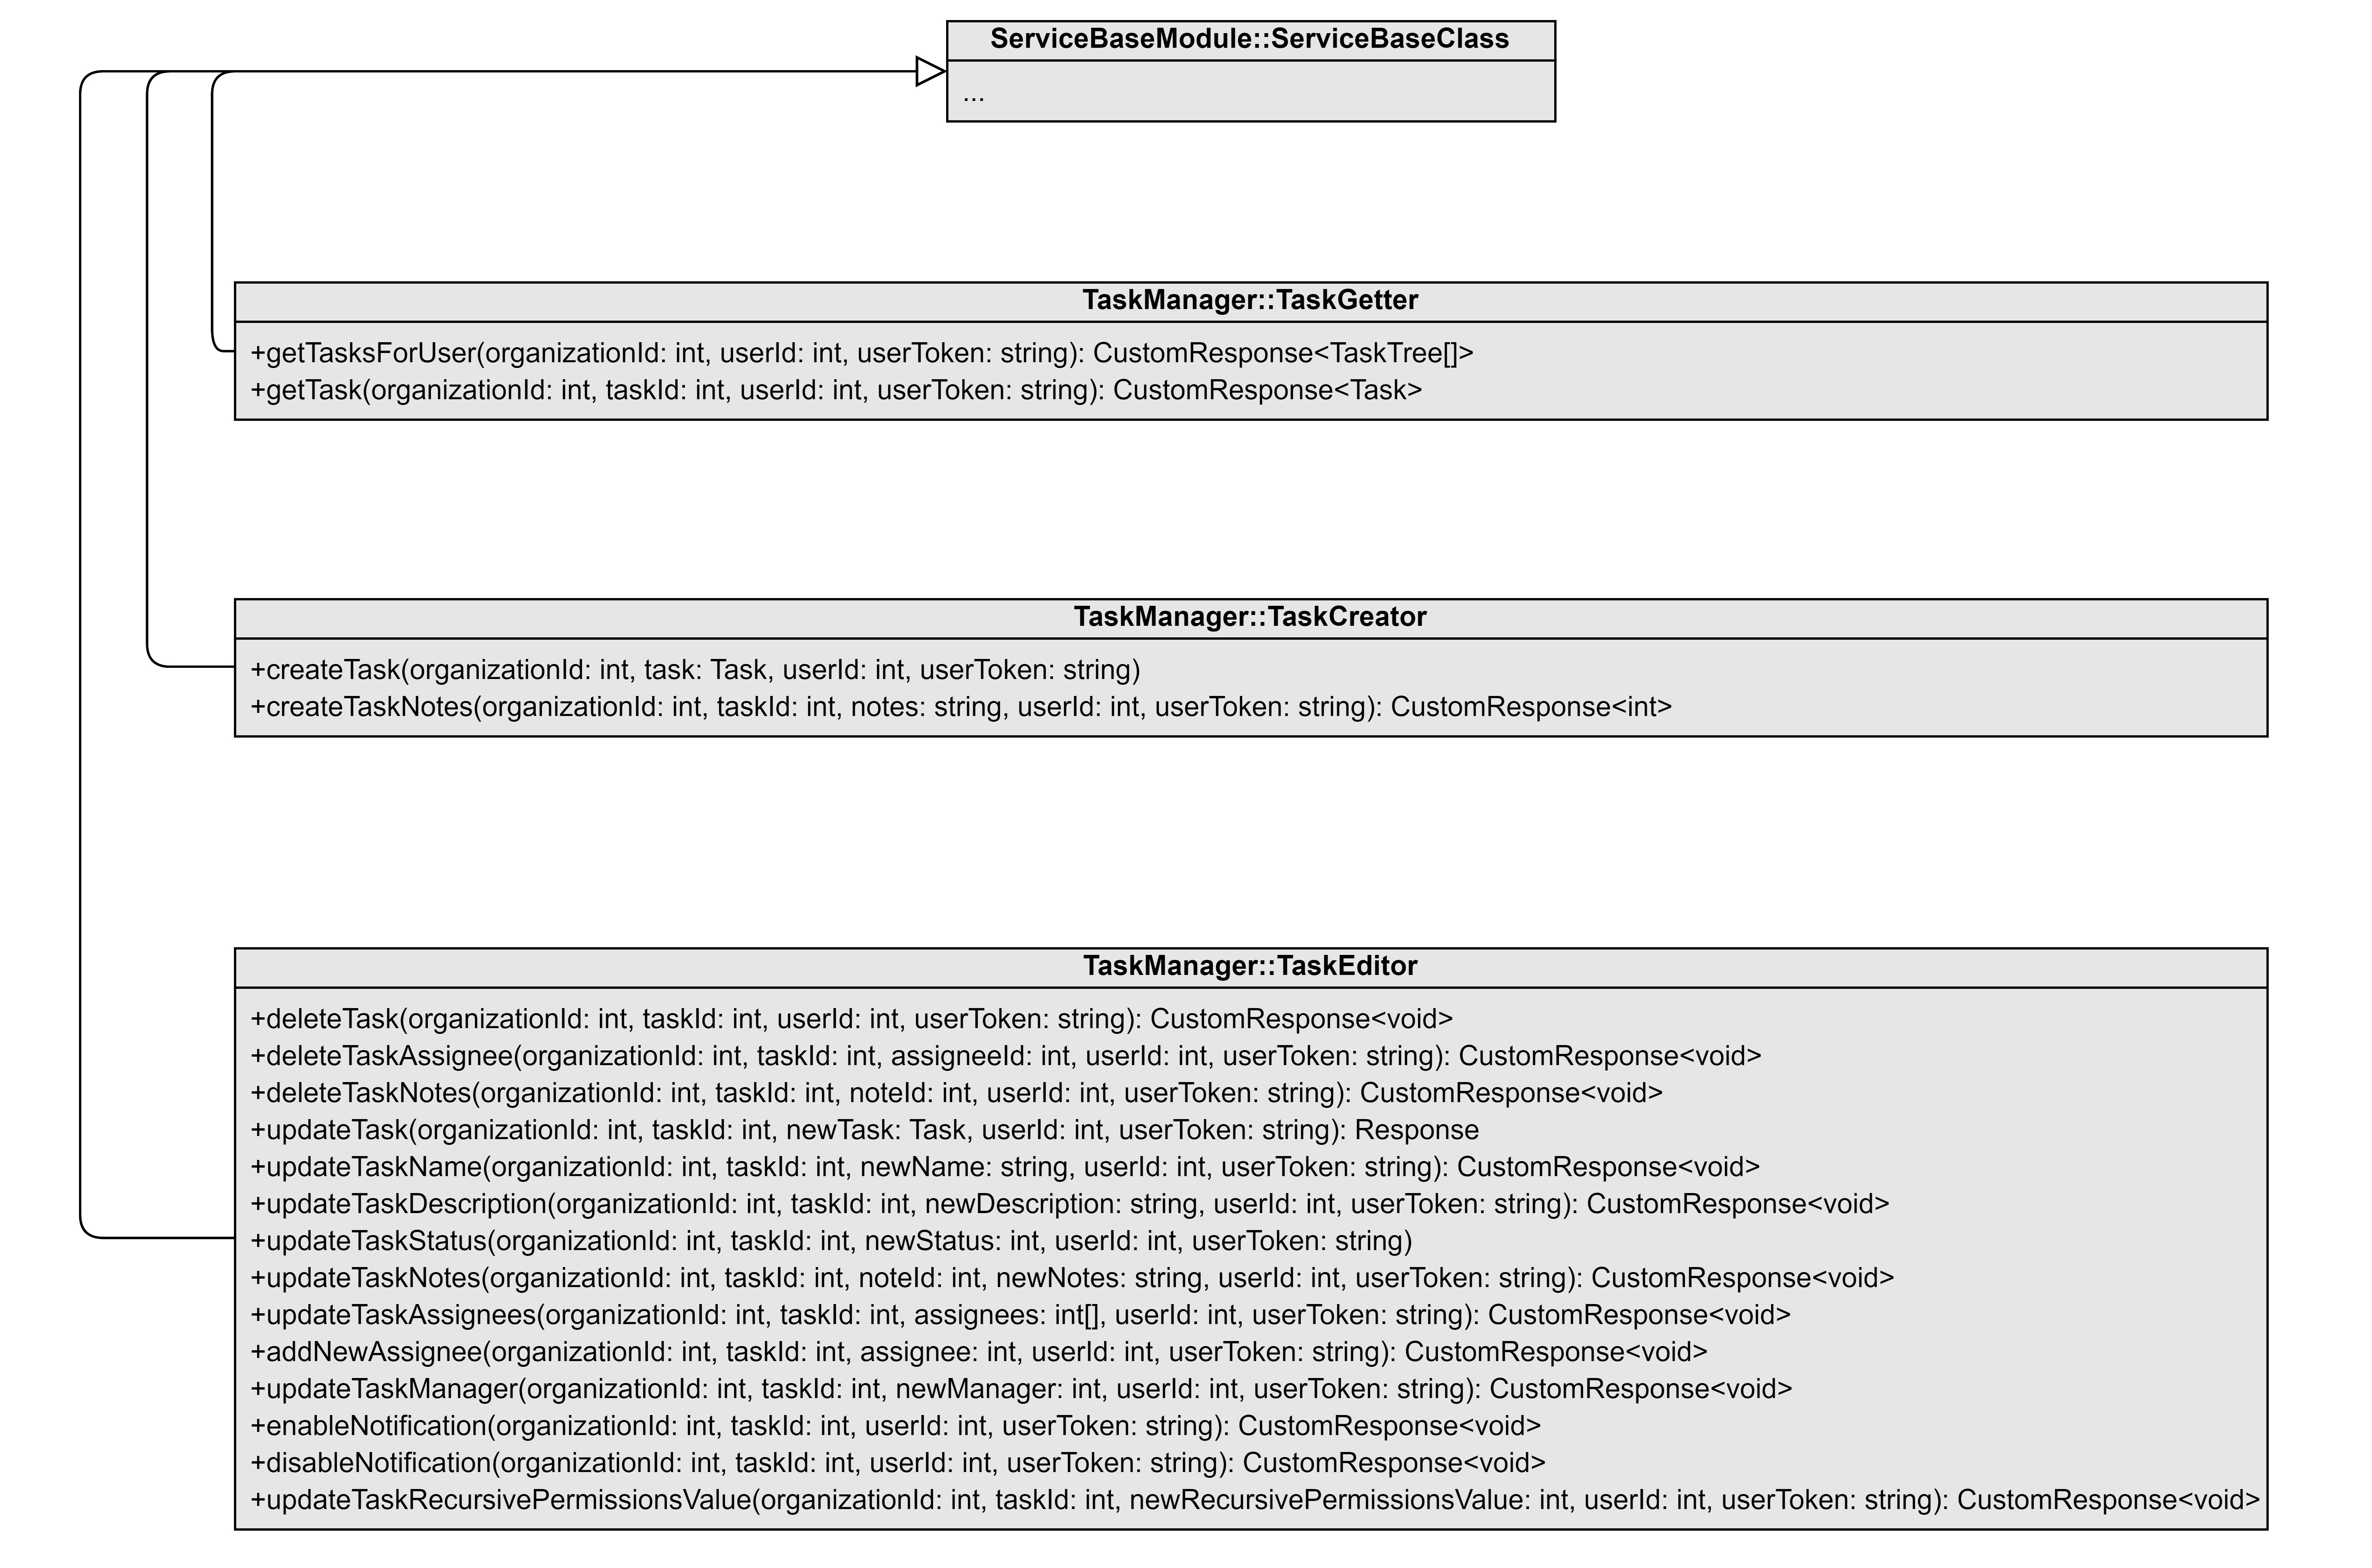 ServiceBaseModule::ServiceBaseClass
...
TaskManager::TaskGetter
+getTasksForUser(organizationId: int, userId: int, userToken: string): CustomResponse<TaskTree[]>
+getTask(organizationId: int, taskId: int, userId: int, userToken: string): CustomResponse<Task>
TaskManager::TaskCreator
+createTask(organizationId: int, task: Task, userId: int, userToken: string)
+createTaskNotes(organizationId: int, taskId: int, notes: string, userId: int, userToken: string): CustomResponse<int>
TaskManager::TaskEditor
+deleteTask(organizationId: int, taskId: int, userId: int, userToken: string): CustomResponse<void>
+deleteTaskAssignee(organizationId: int, taskId: int, assigneeId: int, userId: int, userToken: string): CustomResponse<void>
+deleteTaskNotes(organizationId: int, taskId: int, noteId: int, userId: int, userToken: string): CustomResponse<void>
+updateTask(organizationId: int, taskId: int, newTask: Task, userId: int, userToken: string): Response
+updateTaskName(organizationId: int, taskId: int, newName: string, userId: int, userToken: string): CustomResponse<void>
+updateTaskDescription(organizationId: int, taskId: int, newDescription: string, userId: int, userToken: string): CustomResponse<void>
+updateTaskStatus(organizationId: int, taskId: int, newStatus: int, userId: int, userToken: string)
+updateTaskNotes(organizationId: int, taskId: int, noteId: int, newNotes: string, userId: int, userToken: string): CustomResponse<void>
+updateTaskAssignees(organizationId: int, taskId: int, assignees: int[], userId: int, userToken: string): CustomResponse<void>
+addNewAssignee(organizationId: int, taskId: int, assignee: int, userId: int, userToken: string): CustomResponse<void>
+updateTaskManager(organizationId: int, taskId: int, newManager: int, userId: int, userToken: string): CustomResponse<void>
+enableNotification(organizationId: int, taskId: int, userId: int, userToken: string): CustomResponse<void>
+disableNotification(organizationId: int, taskId: int, userId: int, userToken: string): CustomResponse<void>
+updateTaskRecursivePermissionsValue(organizationId: int, taskId: int, newRecursivePermissionsValue: int, userId: int, userToken: string): CustomResponse<void>